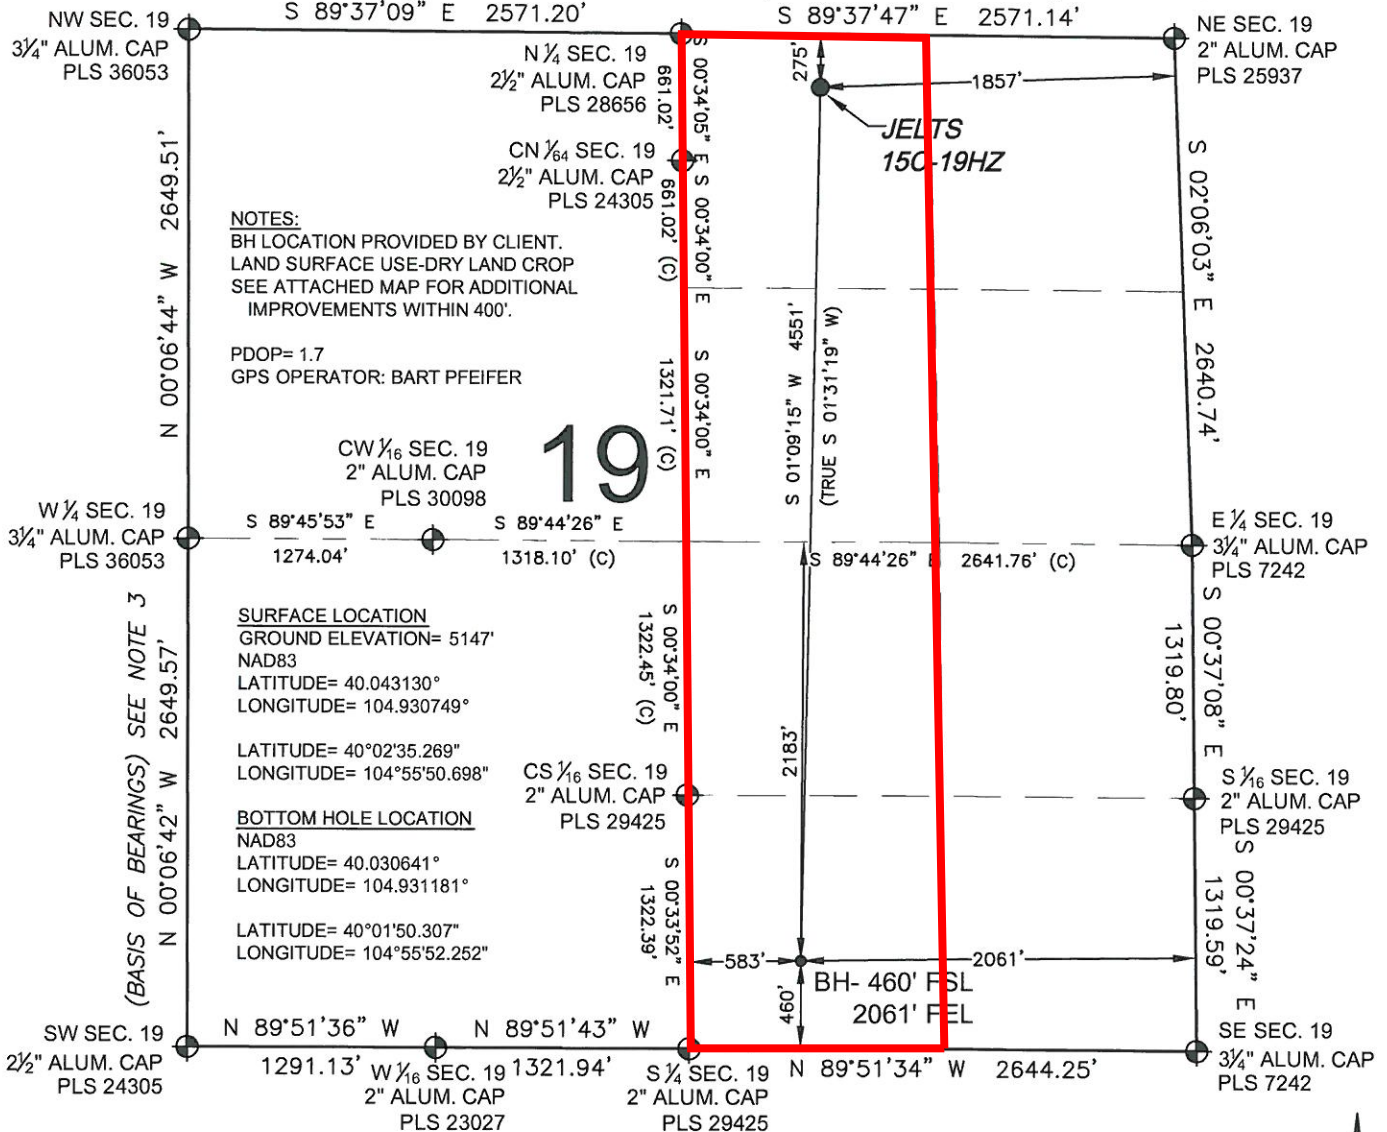 S 89°37'09" E 2571.20'
S 89°37'47" E 2571.14'
NW SEC. 19
3¼" ALUM. CAP
PLS 36053
N ¼ SEC. 19
2½" ALUM. CAP
PLS 28656
NE SEC. 19
2" ALUM. CAP
PLS 25937
275'
1857'
JELTS
15C-19HZ
S 00°34'05" E
661.02'
CN 1/64 SEC. 19
2½" ALUM. CAP
PLS 24305
S 00°34'00" E
661.02' (C)
N 00°06'44" W 2649.51'
S 02°06'03" E 2640.74'
NOTES:
BH LOCATION PROVIDED BY CLIENT.
LAND SURFACE USE-DRY LAND CROP
SEE ATTACHED MAP FOR ADDITIONAL
IMPROVEMENTS WITHIN 400'.
PDOP= 1.7
GPS OPERATOR: BART PFEIFER
S 00°34'00" E
1321.71' (C)
S 01°09'15" W 4551'
(TRUE S 01°31'19" W)
19
CW 1/16 SEC. 19
2" ALUM. CAP
PLS 30098
W ¼ SEC. 19
3¼" ALUM. CAP
PLS 36053
S 89°45'53" E
1274.04'
S 89°44'26" E
1318.10' (C)
S 89°44'26" E 2641.76' (C)
E ¼ SEC. 19
3¼" ALUM. CAP
PLS 7242
(BASIS OF BEARINGS) SEE NOTE 3
N 00°06'42" W 2649.57'
SURFACE LOCATION
GROUND ELEVATION= 5147'
NAD83
LATITUDE= 40.043130°
LONGITUDE= 104.930749°
LATITUDE= 40°02'35.269"
LONGITUDE= 104°55'50.698"
BOTTOM HOLE LOCATION
NAD83
LATITUDE= 40.030641°
LONGITUDE= 104.931181°
LATITUDE= 40°01'50.307"
LONGITUDE= 104°55'52.252"
S 00°34'00" E
1322.45' (C)
2183'
S 00°37'08" E
1319.80'
CS 1/16 SEC. 19
2" ALUM. CAP
PLS 29425
S 1/16 SEC. 19
2" ALUM. CAP
PLS 29425
S 00°33'52" E
1322.39'
S 00°37'24" E
1319.59'
583'
2061'
BH- 460' FSL
2061' FEL
460'
SW SEC. 19
2½" ALUM. CAP
PLS 24305
N 89°51'36" W
1291.13'
N 89°51'43" W
1321.94'
W 1/16 SEC. 19
2" ALUM. CAP
PLS 23027
S ¼ SEC. 19
2" ALUM. CAP
PLS 29425
N 89°51'34" W 2644.25'
SE SEC. 19
3¼" ALUM. CAP
PLS 7242